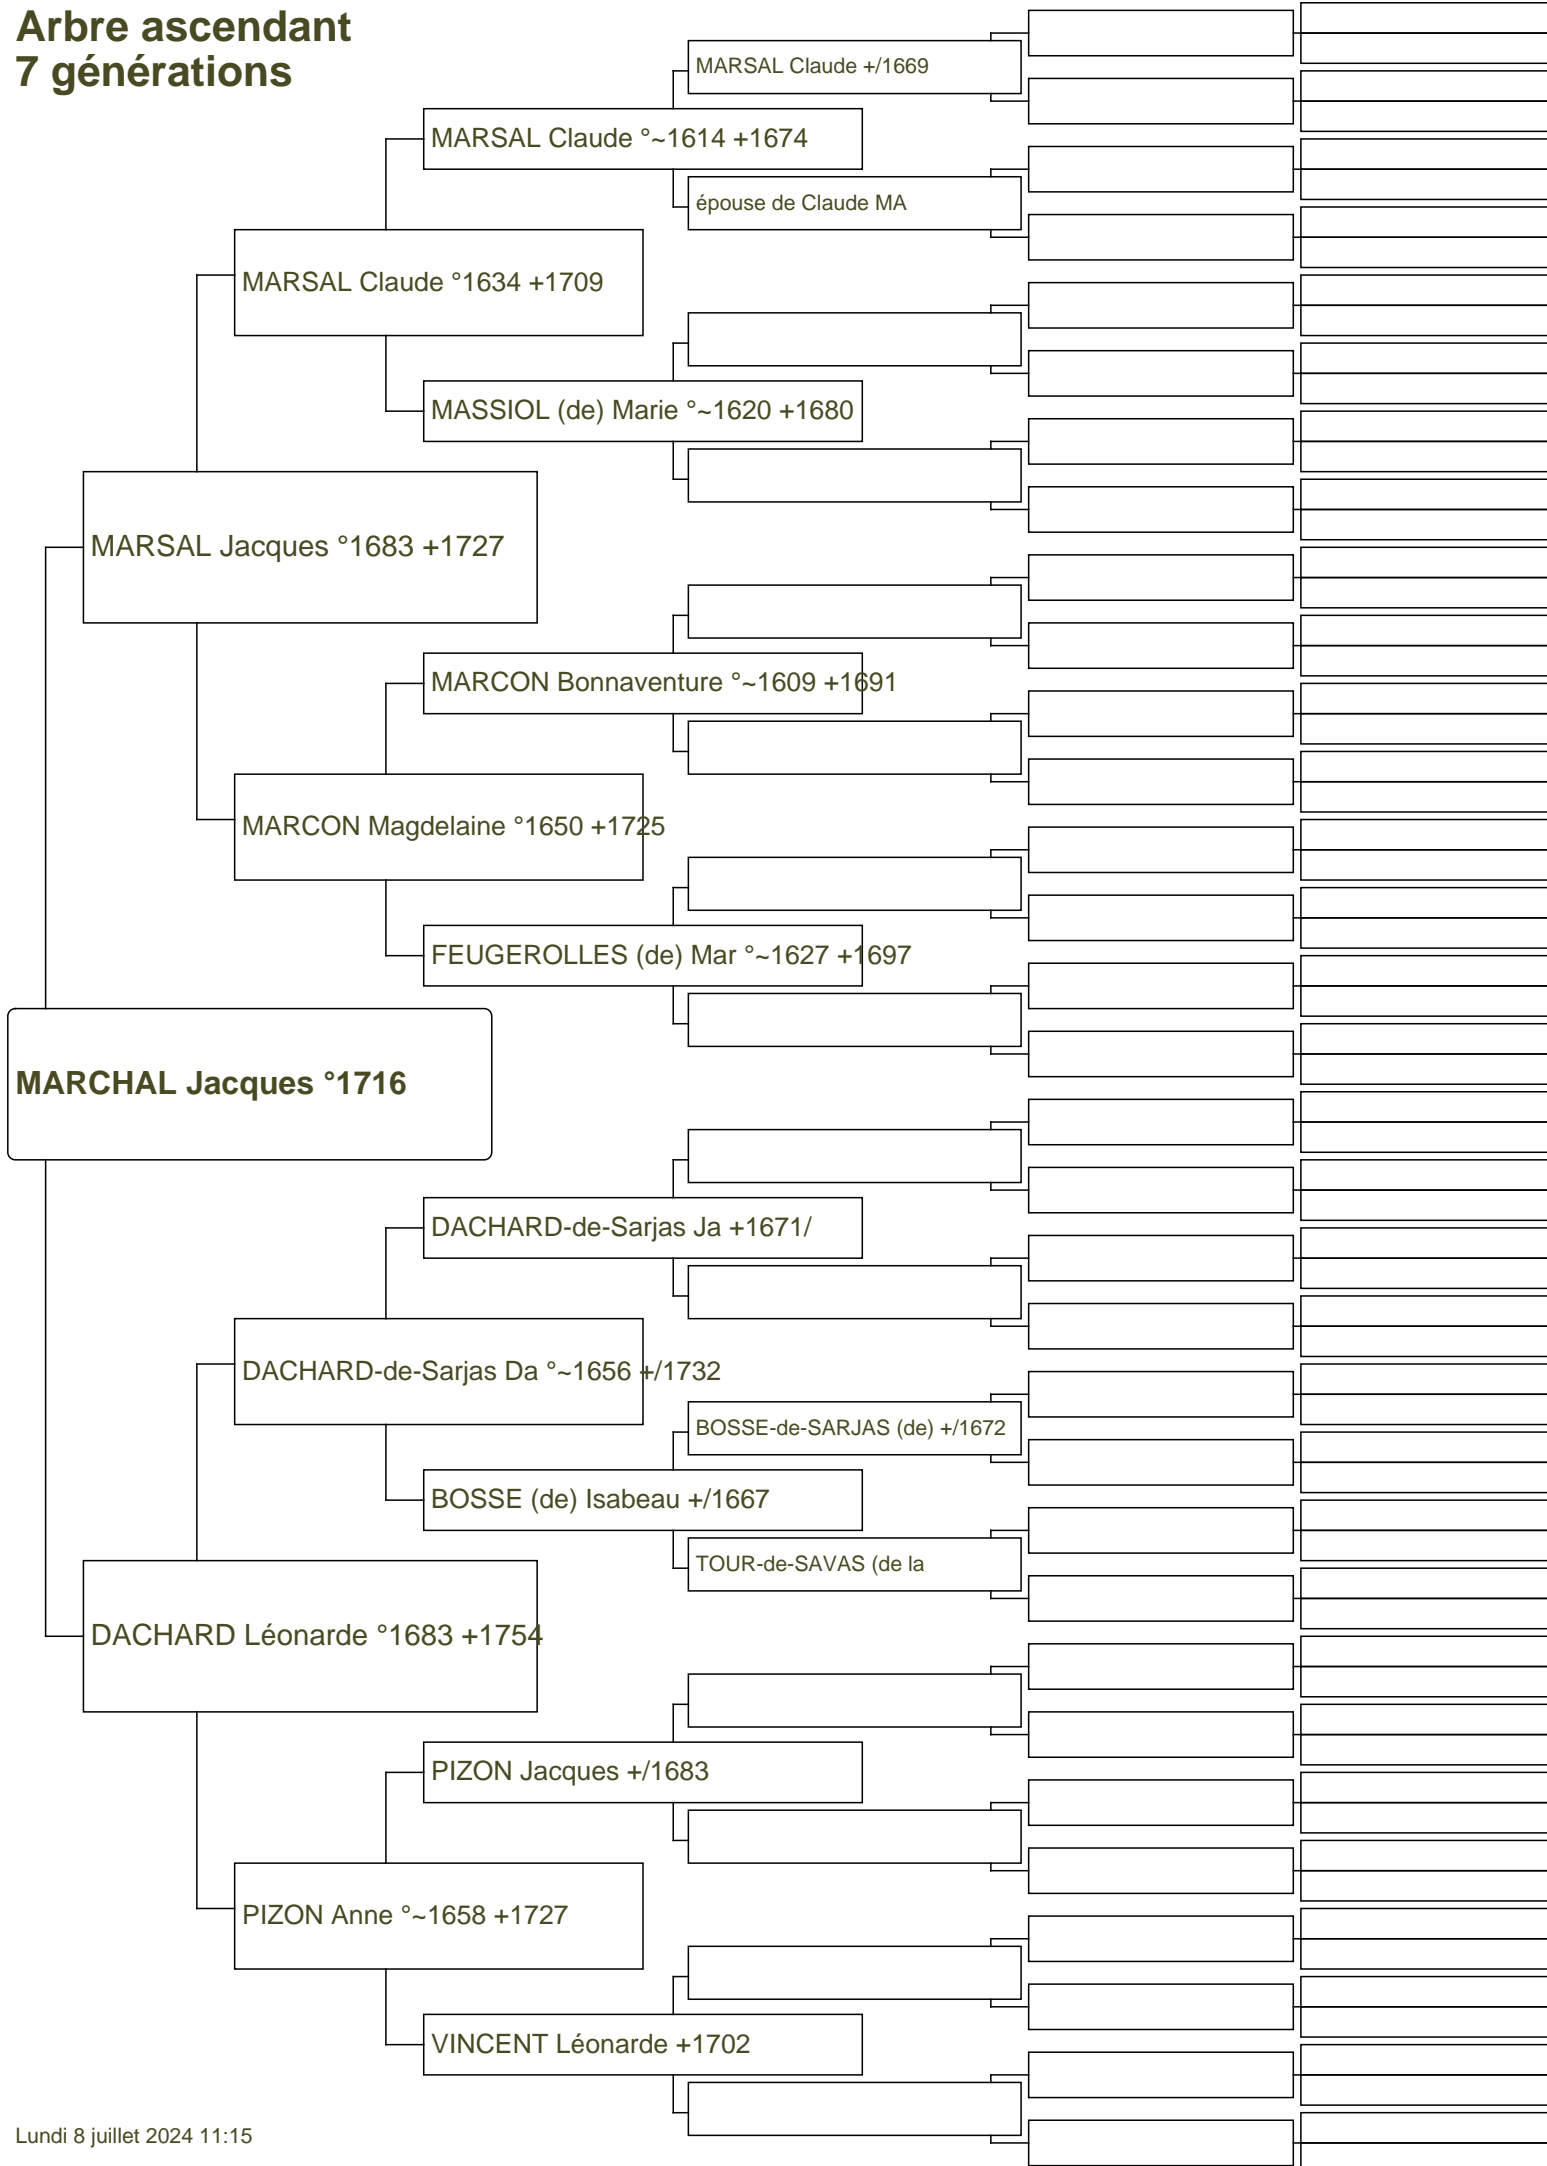 Arbre ascendant
7 générations
MARSAL Claude +/1669
MARSAL Claude °~1614 +1674
épouse de Claude MA
MARSAL Claude °1634 +1709
MASSIOL (de) Marie °~1620 +1680
MARSAL Jacques °1683 +1727
MARCON Bonnaventure °~1609 +1691
MARCON Magdelaine °1650 +1725
FEUGEROLLES (de) Mar °~1627 +1697
MARCHAL Jacques °1716
DACHARD-de-Sarjas Ja +1671/
DACHARD-de-Sarjas Da °~1656 +/1732
BOSSE-de-SARJAS (de) +/1672
BOSSE (de) Isabeau +/1667
TOUR-de-SAVAS (de la
DACHARD Léonarde °1683 +1754
PIZON Jacques +/1683
PIZON Anne °~1658 +1727
VINCENT Léonarde +1702
Lundi 8 juillet 2024 11:15